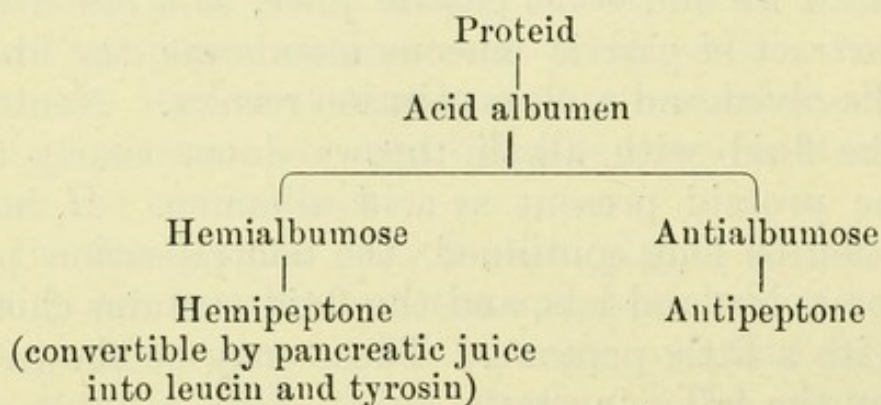 Proteid
Acid albumen
Hemialbumose Antialbumose
Hemipeptone Antipeptone
(convertible by pancreatic juice
into leucin and tyrosin)